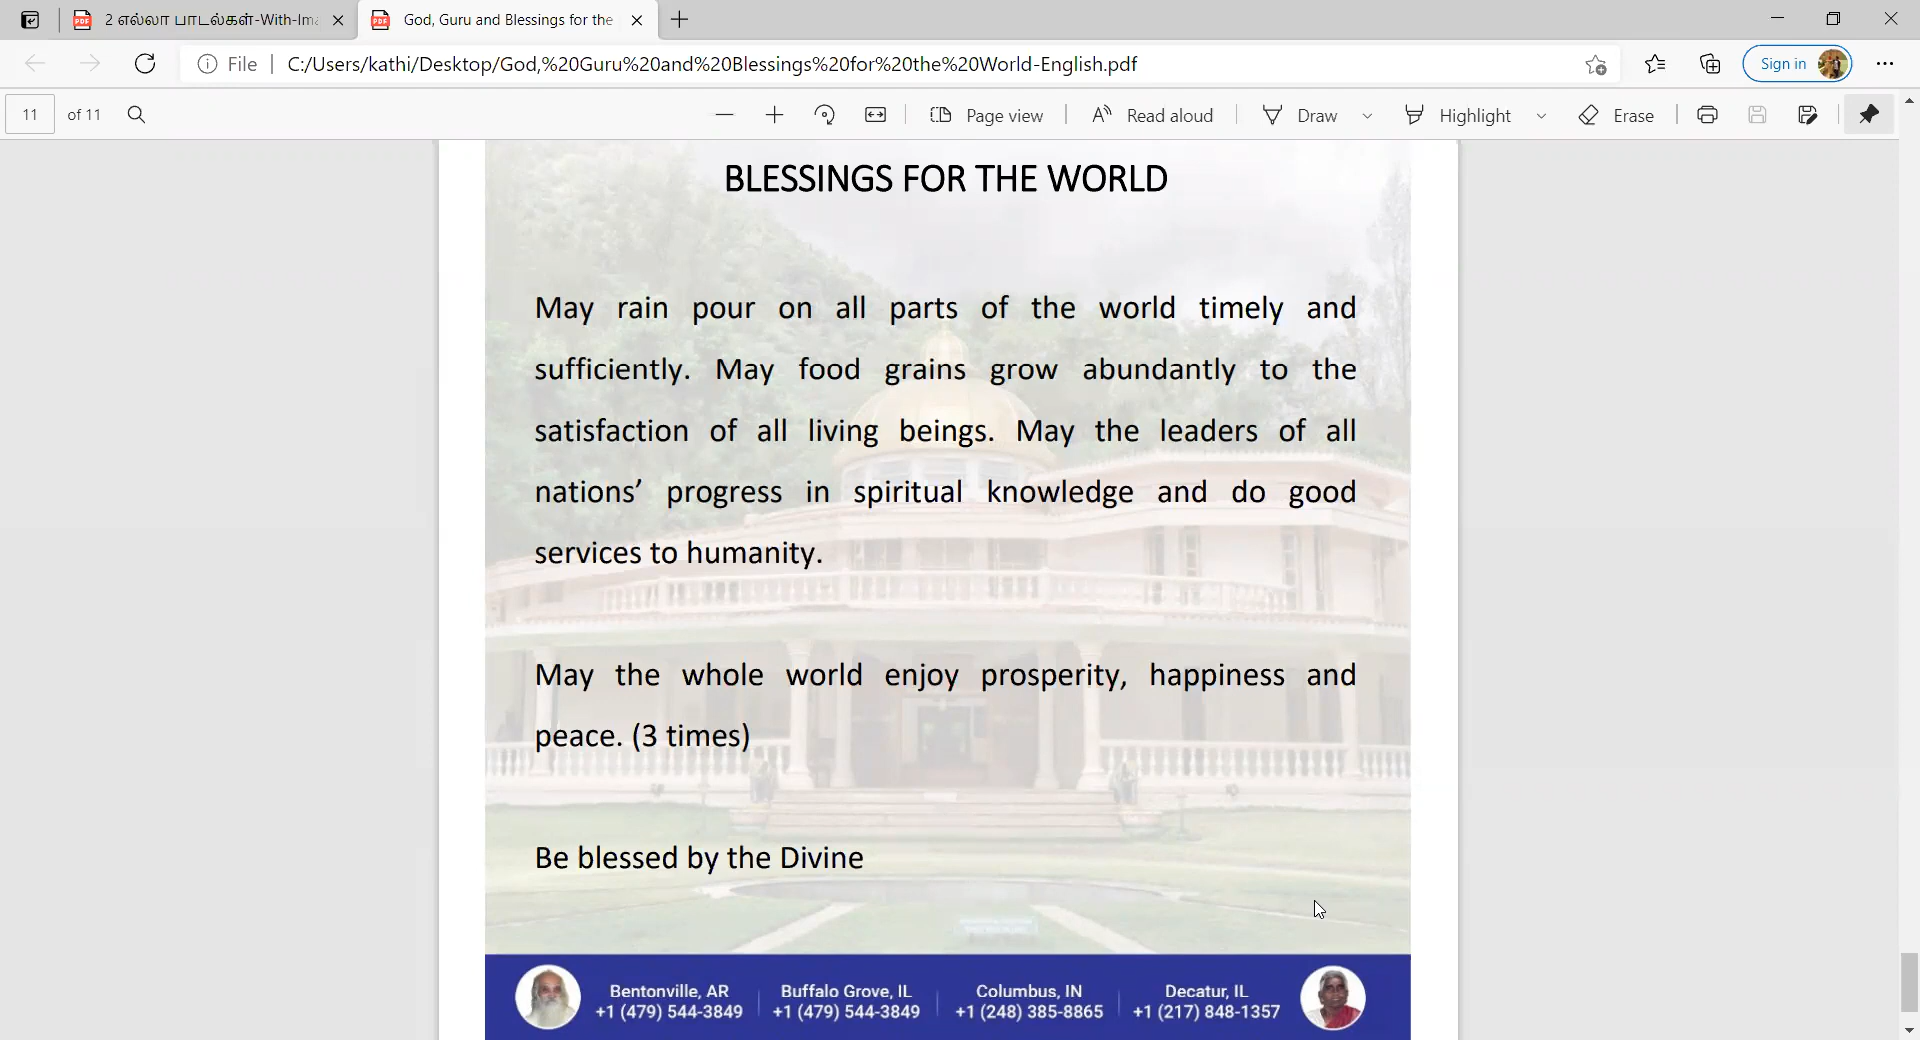 2 எல்லா பாடல்கள்-With-Im
God, Guru and Blessings for the
File
C:/Users/kathi/Desktop/God,%20Guru%20and%20Blessings%20for%20the%20World-English.pdf
Sign in
11 of 11
Page view
Read aloud
Draw
Highlight
Erase
BLESSINGS FOR THE WORLD
May rain pour on all parts of the world timely and
sufficiently. May food grains grow abundantly to the
satisfaction of all living beings. May the leaders of all
nations’ progress in spiritual knowledge and do good
services to humanity.
May the whole world enjoy prosperity, happiness and
peace. (3 times)
Be blessed by the Divine
Bentonville, AR
+1 (479) 544-3849
Buffalo Grove, IL
+1 (479) 544-3849
Columbus, IN
+1 (248) 385-8865
Decatur, IL
+1 (217) 848-1357